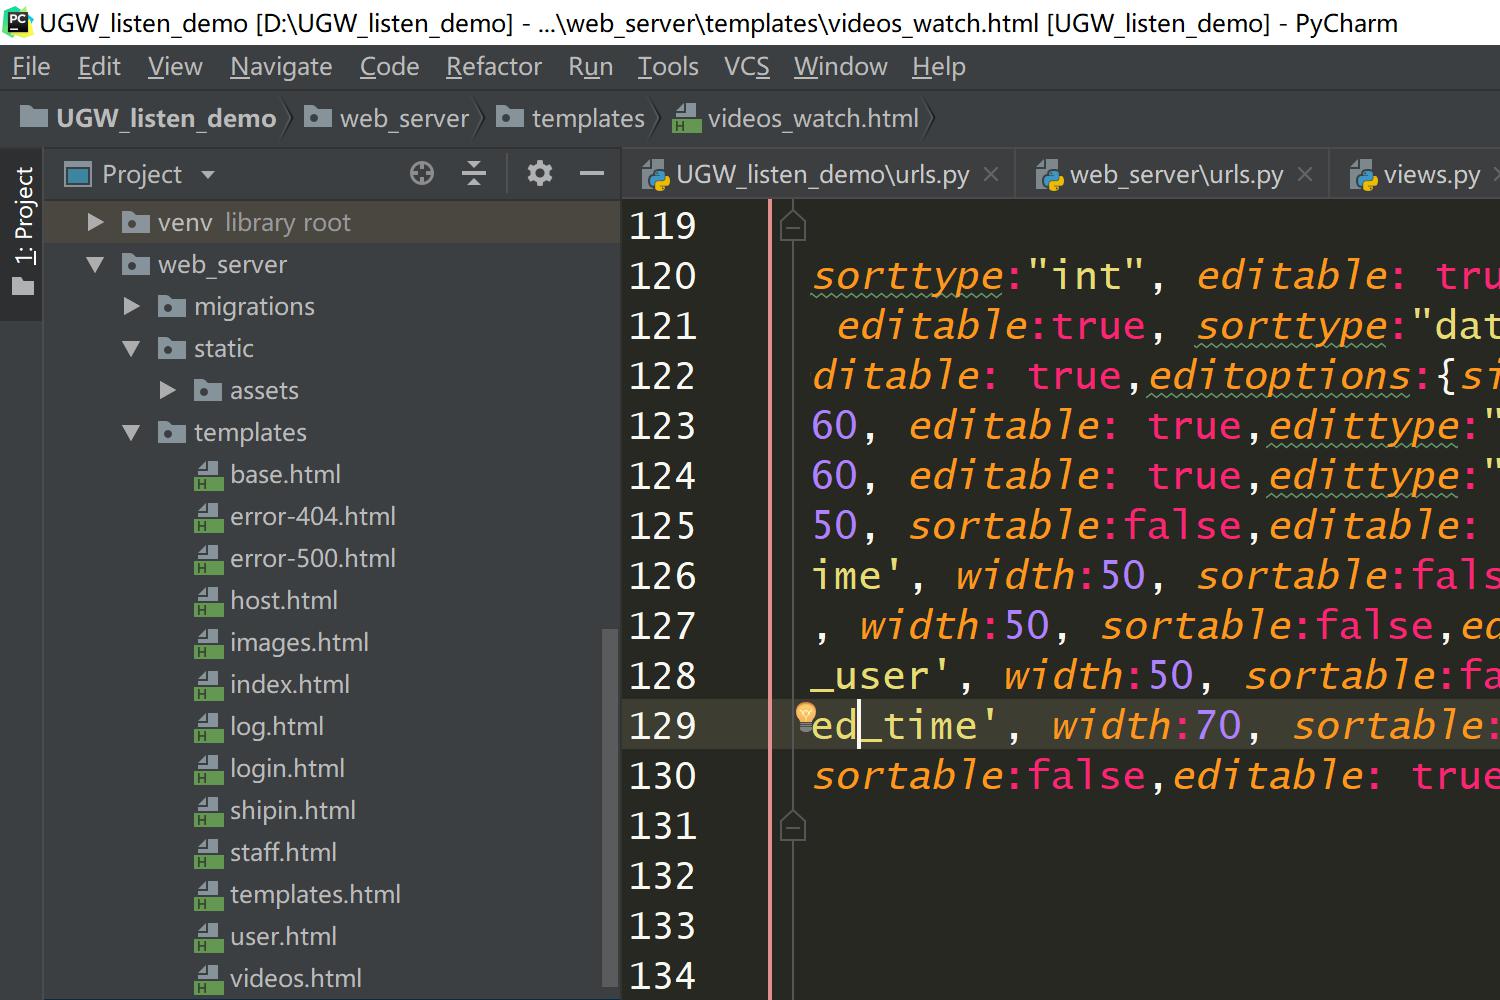 PC UGW_listen_demo [D:\UGW_listen_demo] - ...\web_server\templates\videos_watch.html [UGW_listen_demo] - PyCharm
File Edit View Navigate Code Refactor Run Tools VCS Window Help
UGW_listen_demo web_server templates videos_watch.html
1: Project
Project
UGW_listen_demo\urls.py web_server\urls.py views.py
venv library root
web_server
migrations
static
assets
templates
base.html
error-404.html
error-500.html
host.html
images.html
index.html
log.html
login.html
shipin.html
staff.html
templates.html
user.html
videos.html
119
120 sorttype:"int", editable: tru
121 editable:true, sorttype:"dat
122 ditable: true,editoptions:{si
123 60, editable: true,edittype:"
124 60, editable: true,edittype:"
125 50, sortable:false,editable:
126 ime', width:50, sortable:fals
127 , width:50, sortable:false,ed
128 _user', width:50, sortable:fa
129 ed_time', width:70, sortable:
130 sortable:false,editable: true
131
132
133
134